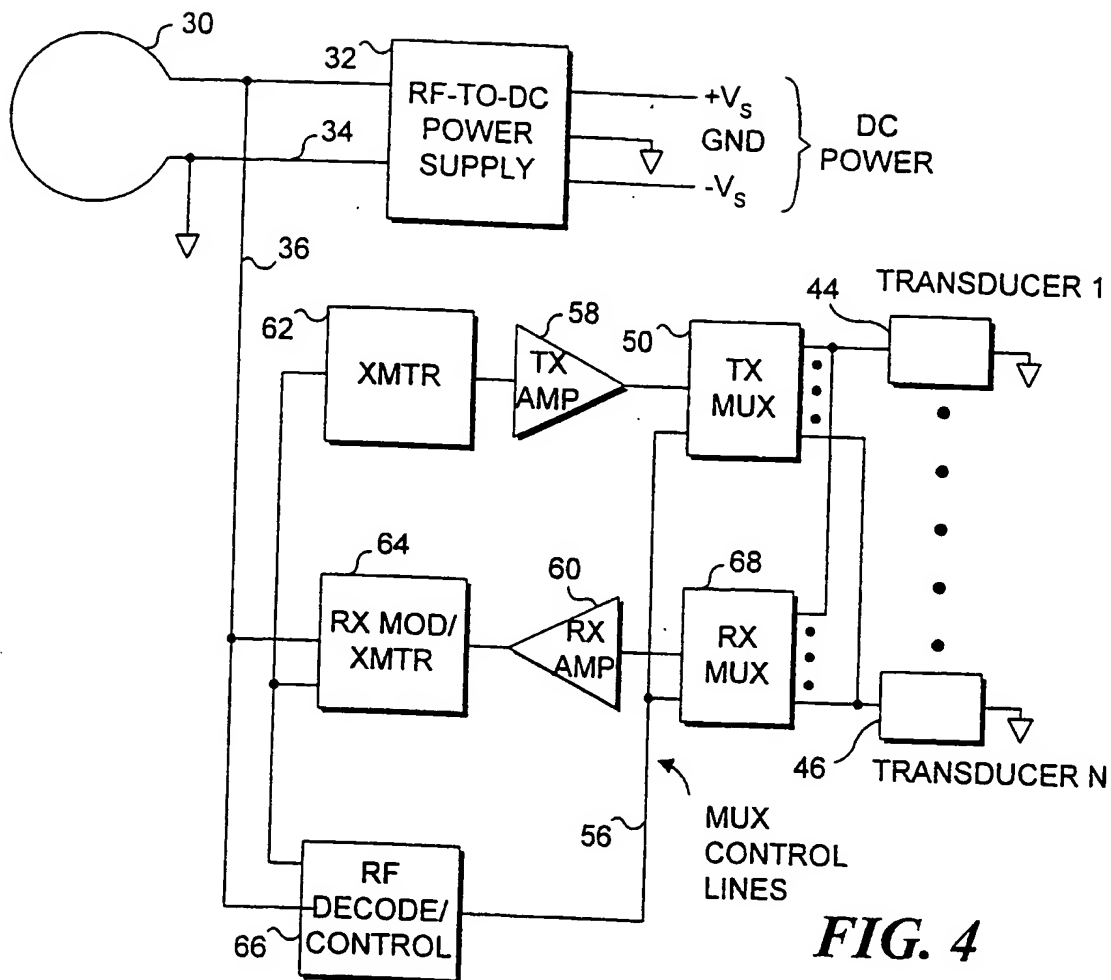 30
32
RF-TO-DC
POWER
SUPPLY
34
+Vs
GND
-Vs
DC
POWER
36
TRANSDUCER 1
44
62
XMTR
58
TX
AMP
50
TX
MUX
64
RX MOD/
XMTR
60
RX
AMP
68
RX
MUX
46
TRANSDUCER N
56
MUX
CONTROL
LINES
RF
DECODE/
CONTROL
66
FIG. 4